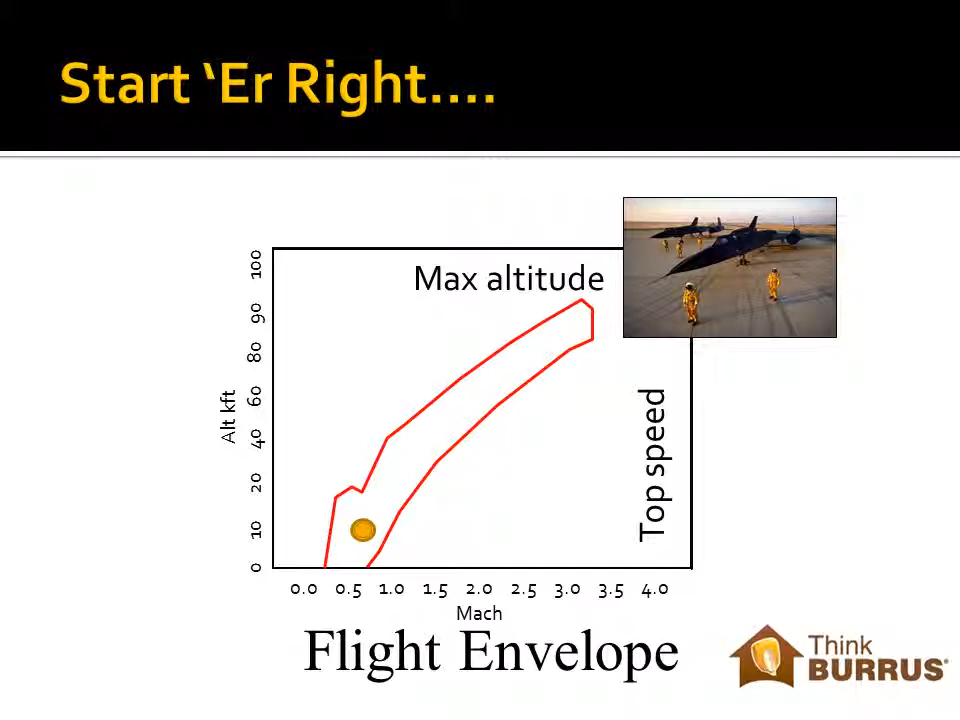 Start ‘Er Right....
Max altitude
Top speed
Alt kft
100
90
80
60
40
20
10
0
0.0 0.5 1.0 1.5 2.0 2.5 3.0 3.5 4.0
Mach
Flight Envelope
Think
BURRUS®